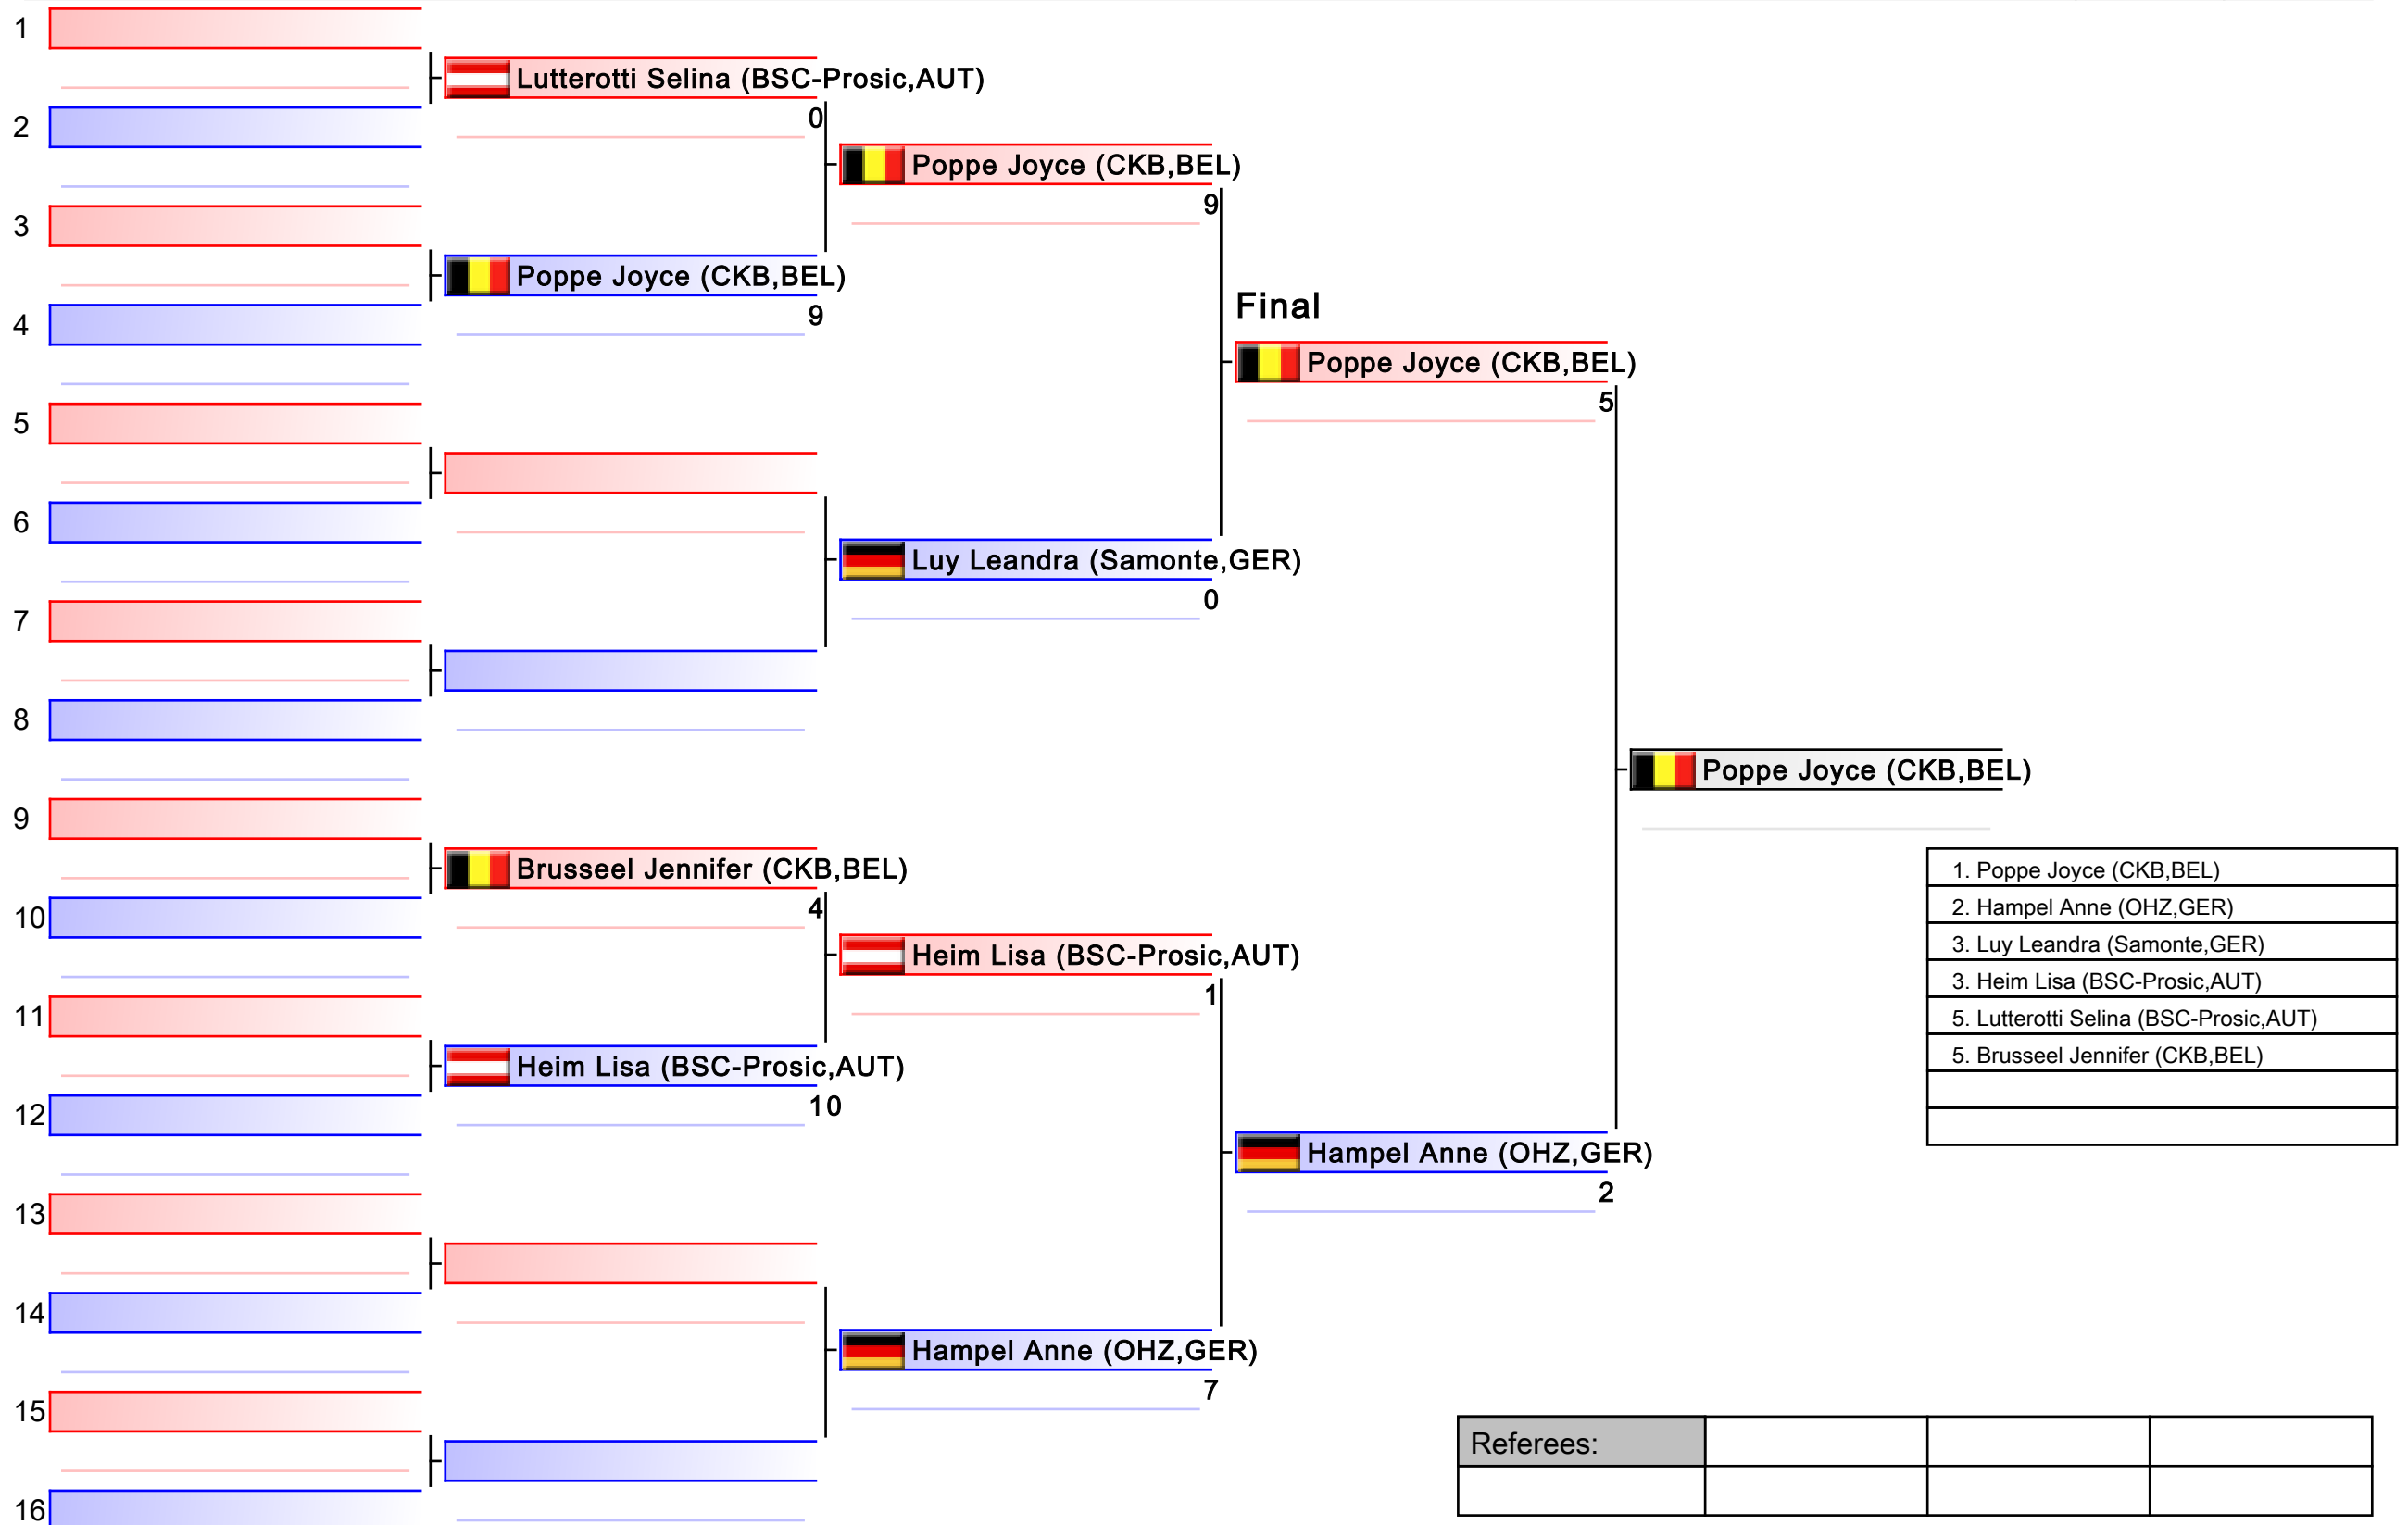 1
Lutterotti Selina (BSC-Prosic,AUT)
0
2
Poppe Joyce (CKB,BEL)
9
3
Poppe Joyce (CKB,BEL)
9
4
Final
Poppe Joyce (CKB,BEL)
5
5
6
Luy Leandra (Samonte,GER)
0
7
8
Poppe Joyce (CKB,BEL)
9
Brusseel Jennifer (CKB,BEL)
4
10
Heim Lisa (BSC-Prosic,AUT)
1
11
Heim Lisa (BSC-Prosic,AUT)
10
12
Hampel Anne (OHZ,GER)
2
13
14
Hampel Anne (OHZ,GER)
7
15
16
1. Poppe Joyce (CKB,BEL)
2. Hampel Anne (OHZ,GER)
3. Luy Leandra (Samonte,GER)
3. Heim Lisa (BSC-Prosic,AUT)
5. Lutterotti Selina (BSC-Prosic,AUT)
5. Brusseel Jennifer (CKB,BEL)
Referees: